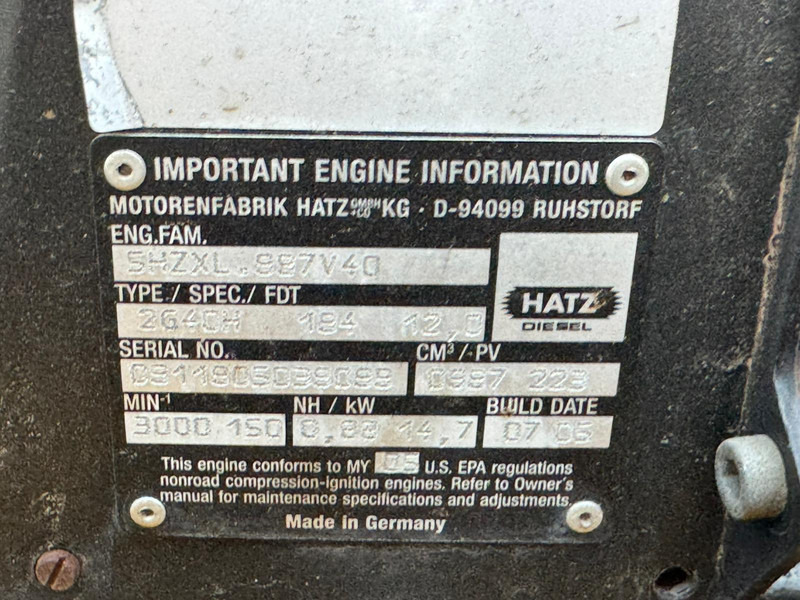 IMPORTANT ENGINE INFORMATION
MOTORENFABRIK HATZ GMBH +CO KG · D-94099 RUHSTORF
ENG.FAM.
5HZXL.997V40
TYPE / SPEC./ FDT
2G40H 194 12,0
HATZ
DIESEL
SERIAL NO. CM³ / PV
0997 223
MIN-1 NH / kW BUILD DATE
3000 150 14,7 07 05
This engine conforms to MY 05 U.S. EPA regulations
nonroad compression-ignition engines. Refer to Owner's
manual for maintenance specifications and adjustments.
Made in Germany